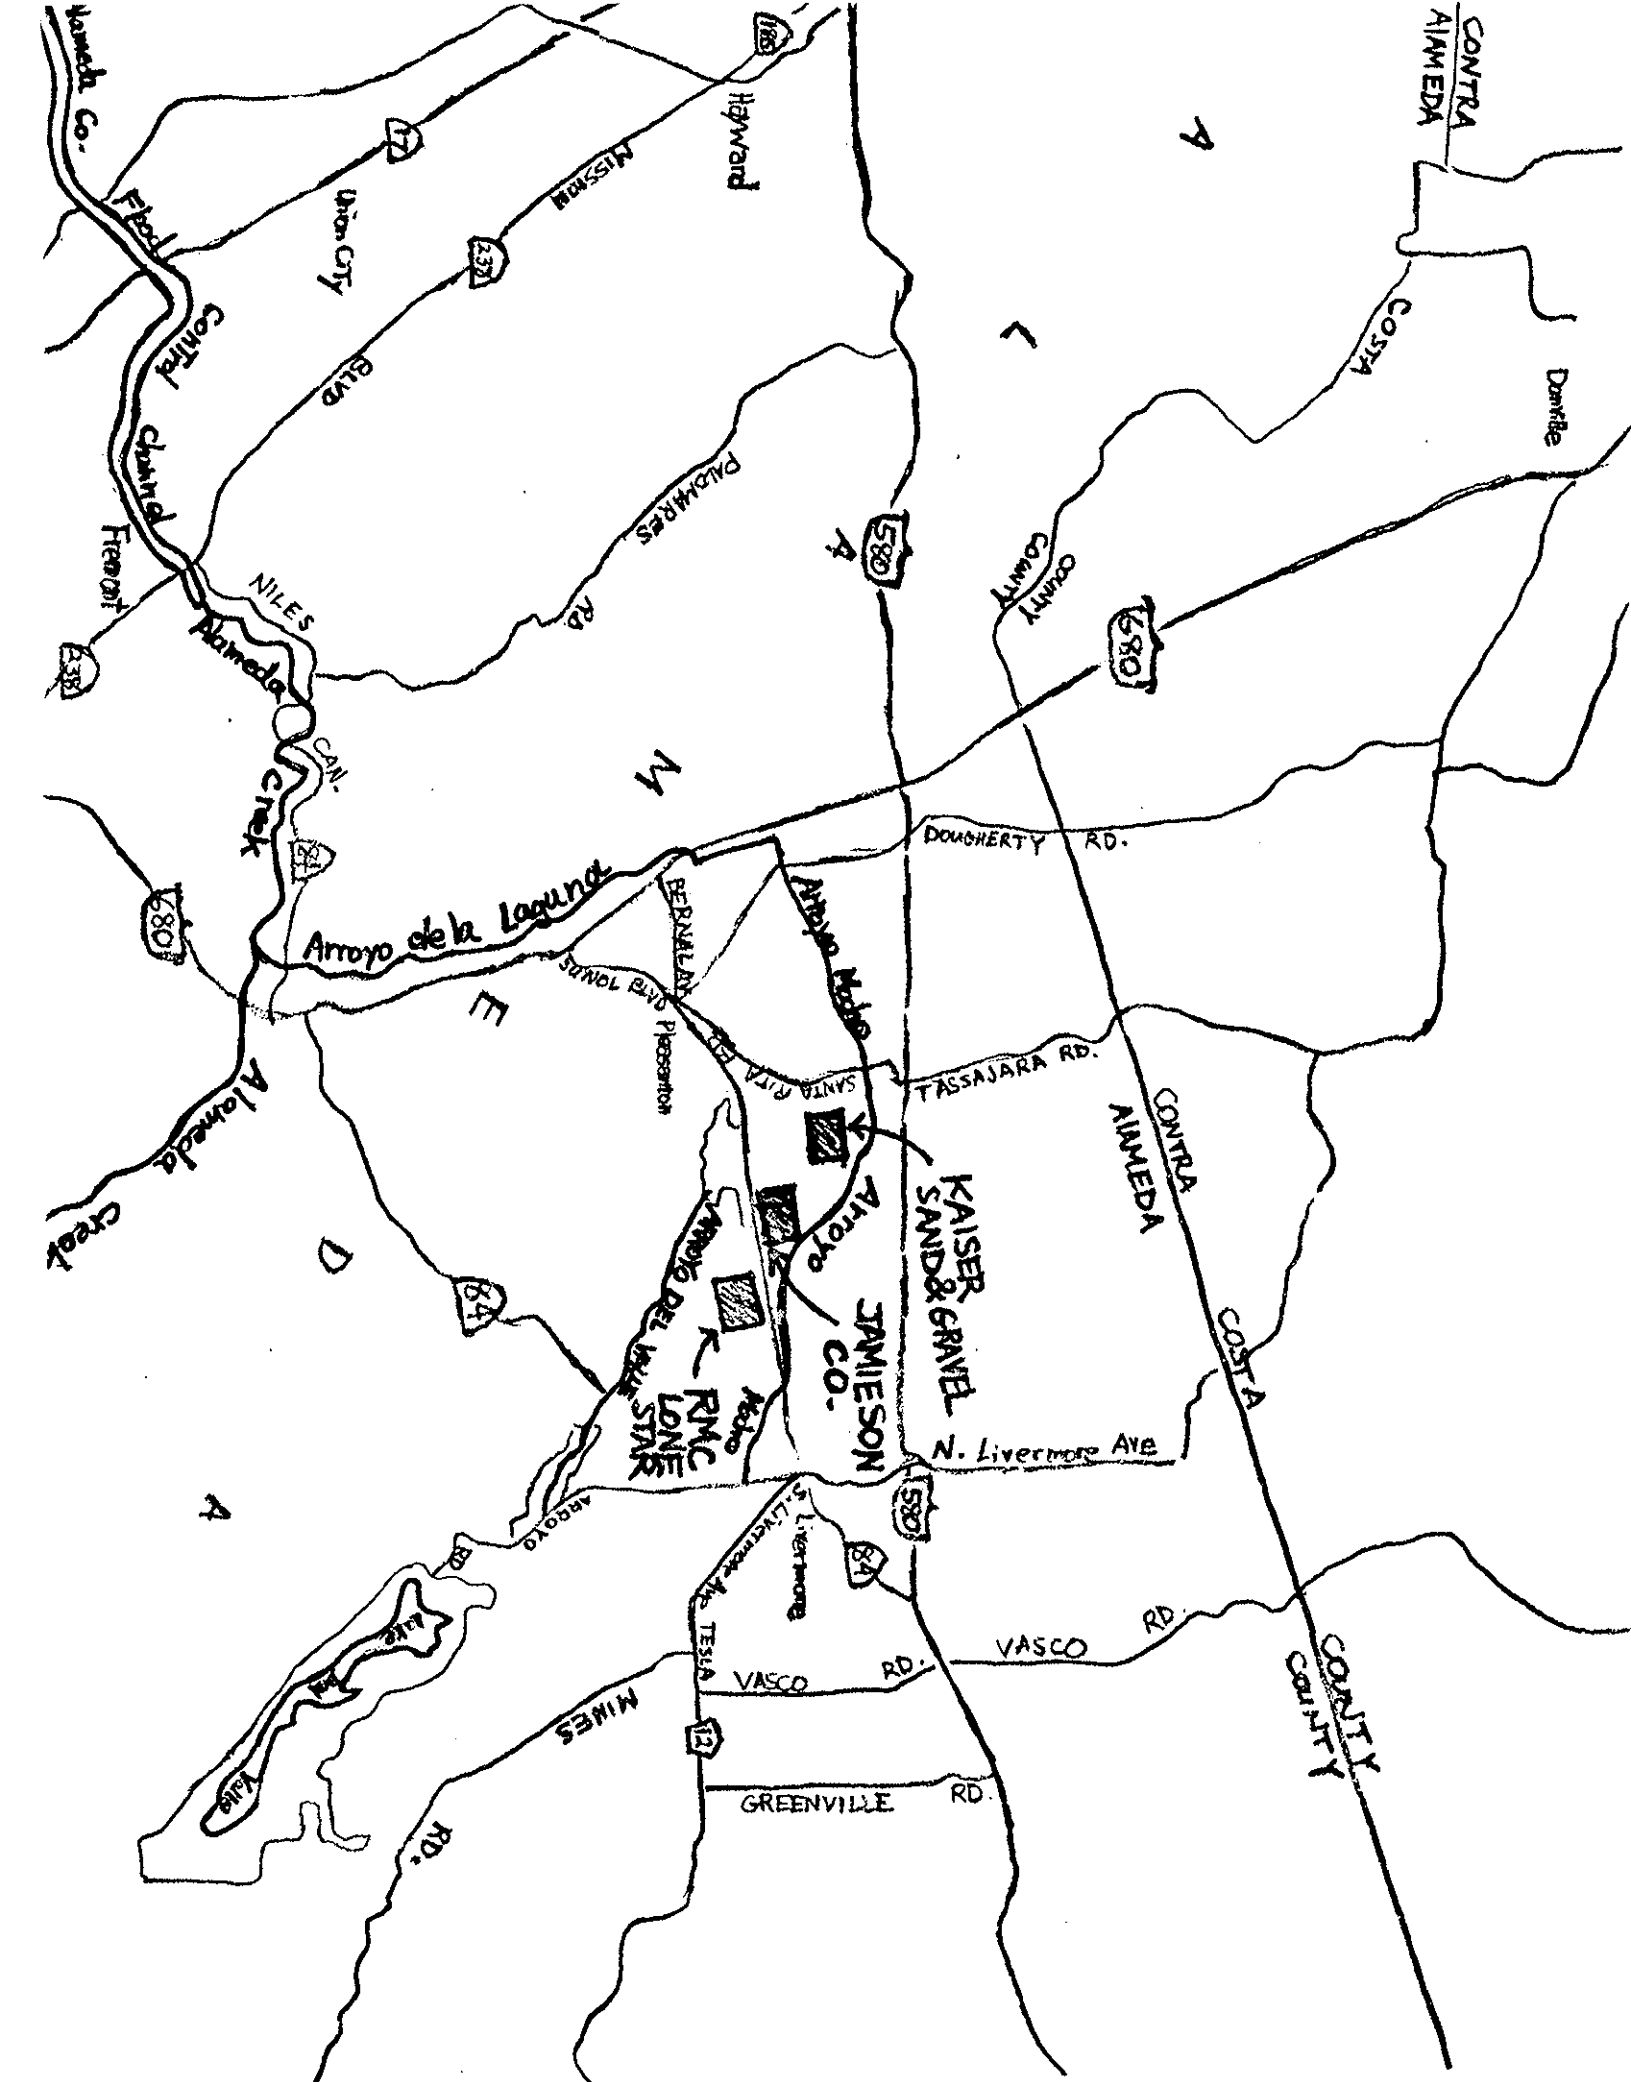 CONTRA
ALAMEDA
COSTA
Danville
COUNTY
COUNTY
680
DOUGHERTY RD.
TASSAJARA RD.
CONTRA
ALAMEDA
COSTA
COUNTY
COUNTY
N. Livermore Ave
VASCO RD.
VASCO RD.
GREENVILLE RD.
580
580
84
Livermore
S. Livermore Ave
TESLA
12
MINES RD.
185
Hayward
MISSION
BLVD
238
17
Union City
Alameda Co.
Flood
Control
Channel
Fremont
238
NILES
CAN.
84
PALOMARES
RD
Alameda
Creek
680
Arroyo de la Laguna
BERNAL AV
SUNOL BLVD
Pleasanton
SANTA RITA RD
Arroyo Mocho
Arroyo
Mocho
KAISER
SAND & GRAVEL
JAMIESON
CO.
RMC
LONE
STAR
ARROYO DEL VALLE
84
ARROYO
RD
Lake
Del
Valle
Alameda
Creek
A L A M E D A